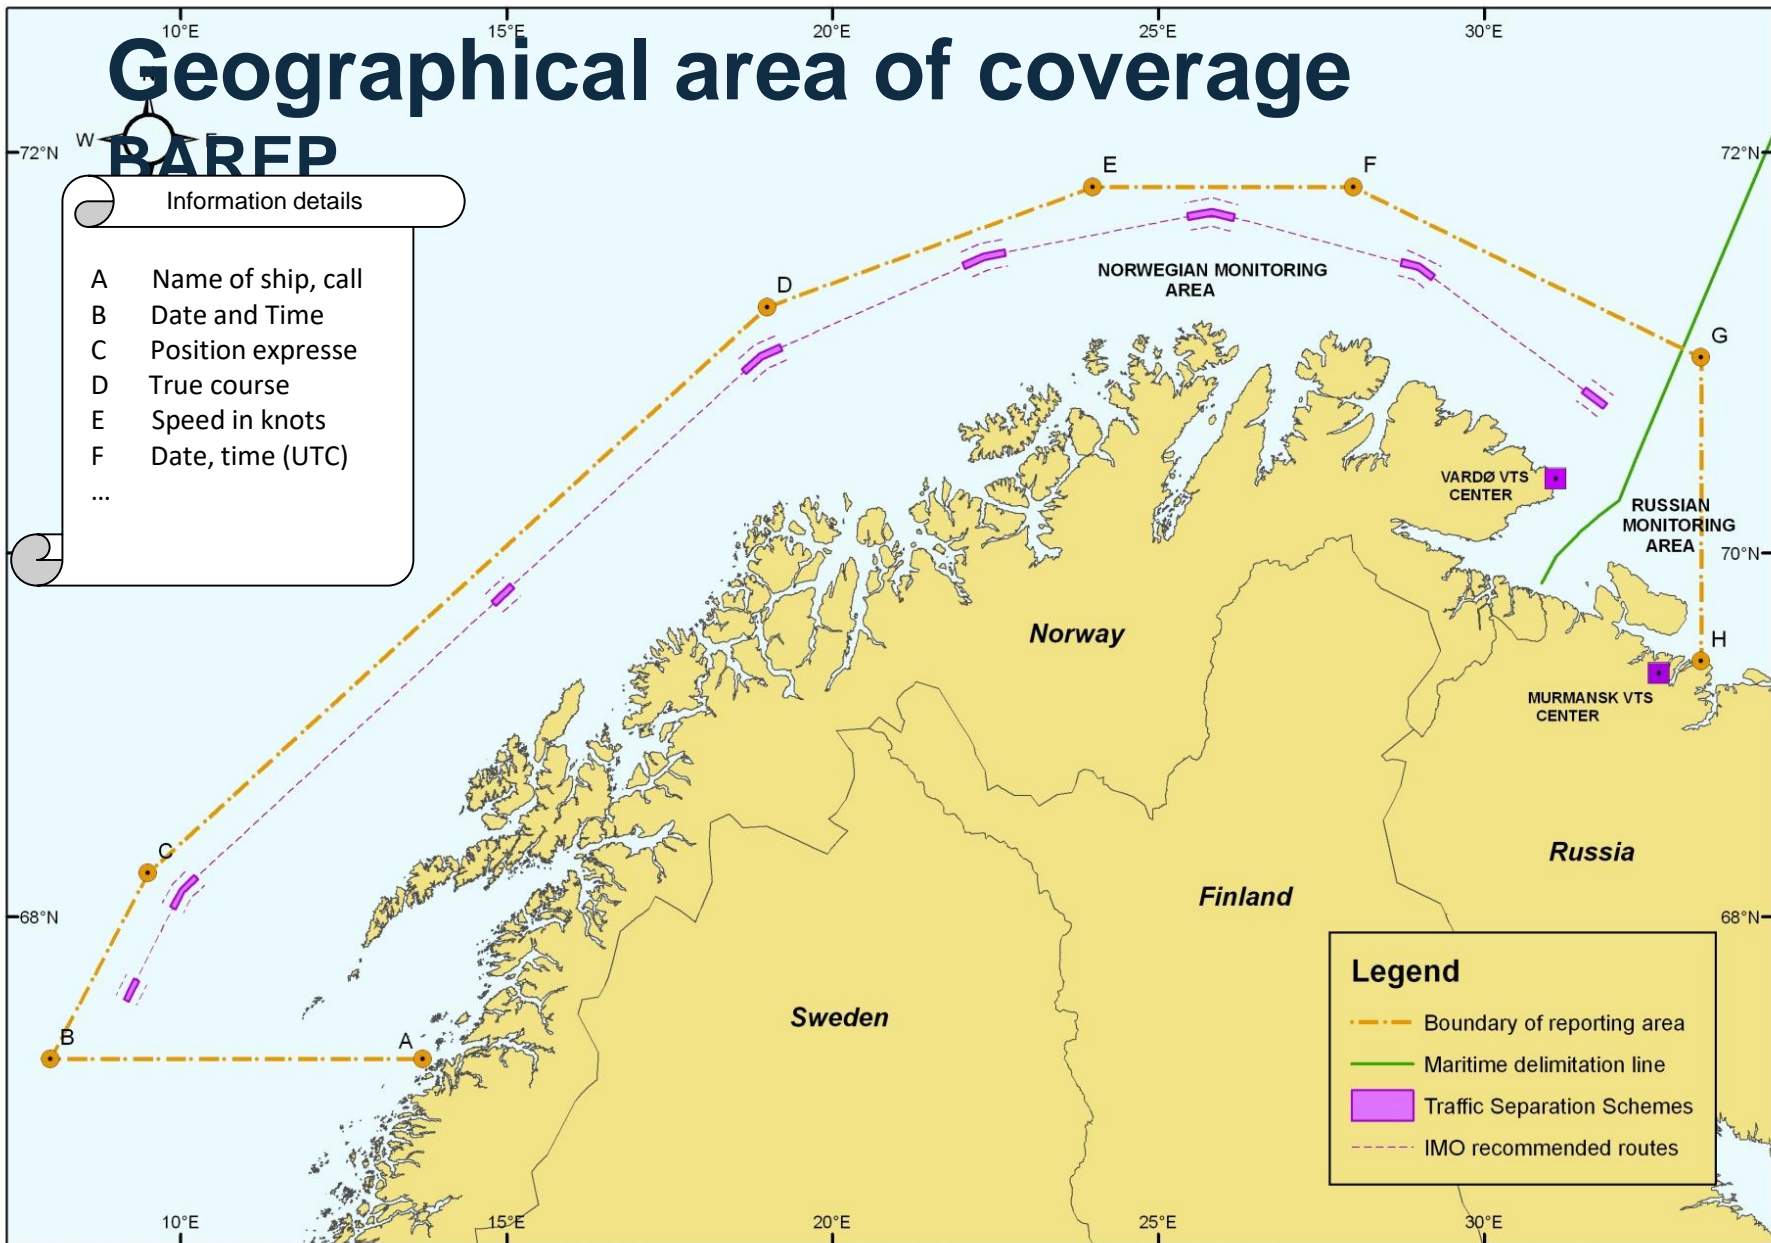 10°E 15°E 20°E 25°E 30°E
Geographical area of coverage
W E
BAREP
72°N 72°N
Information details
A Name of ship, call
B Date and Time
C Position expresse
D True course
E Speed in knots
F Date, time (UTC)
...
E
F
D
G
NORWEGIAN MONITORING
AREA
VARDØ VTS
CENTER
RUSSIAN
MONITORING
AREA
70°N
Norway
H
MURMANSK VTS
CENTER
C
Russia
Finland
68°N 68°N
Sweden
B
A
Legend
Boundary of reporting area
Maritime delimitation line
Traffic Separation Schemes
IMO recommended routes
10°E 15°E 20°E 25°E 30°E